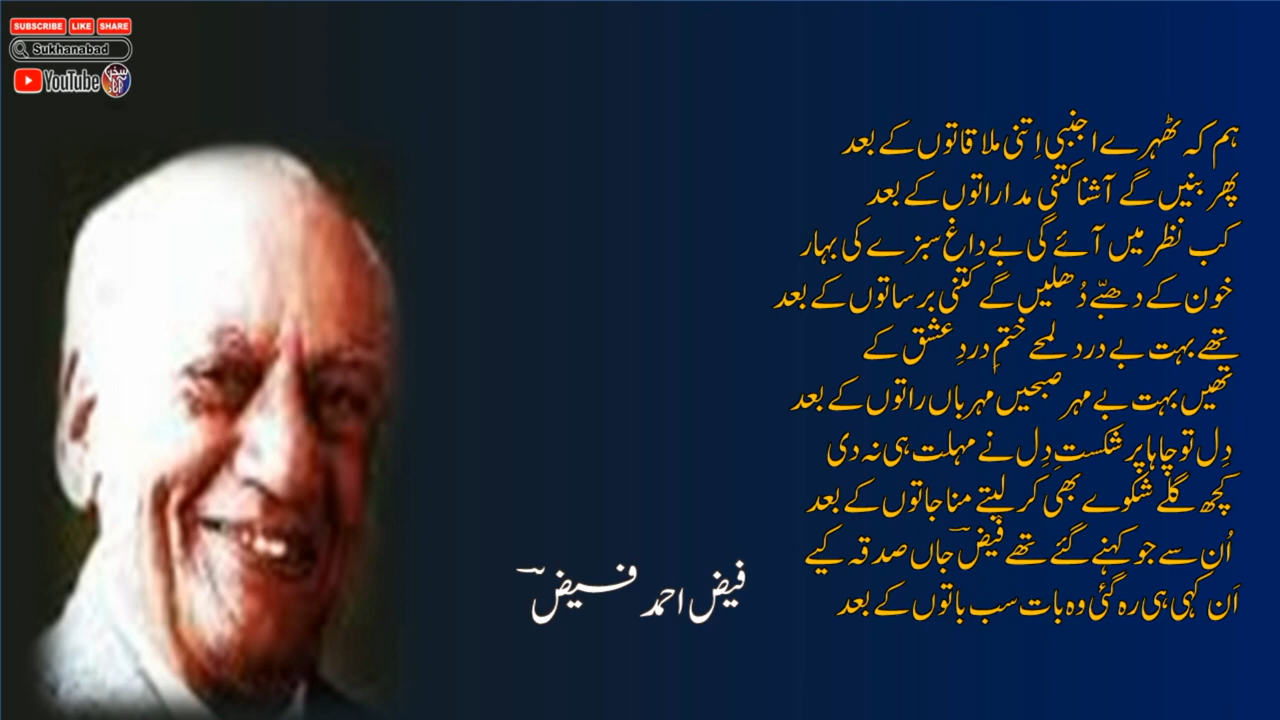 SUBSCRIBE LIKE SHARE
Sukhanabad
YouTube سخن آباد
ہم کہ ٹھہرے اجنبی اِتنی ملاقاتوں کے بعد
پھر بنیں گے آشنا کتنی مداراتوں کے بعد
کب نظر میں آئے گی بے داغ سبزے کی بہار
خون کے دھبّے دُھلیں گے کتنی برساتوں کے بعد
تھے بہت بے درد لمحے ختمِ دردِ عشق کے
تھیں بہت بے مہر صبحیں مہرباں راتوں کے بعد
دِل تو چاہا پر شکستِ دِل نے مہلت ہی نہ دی
کچھ گلے شکوے بھی کر لیتے مناجاتوں کے بعد
اُن سے جو کہنے گئے تھے فیضؔ جاں صدقہ کیے
اَن کہی ہی رہ گئی وہ بات سب باتوں کے بعد
فیض احمد فیضؔ